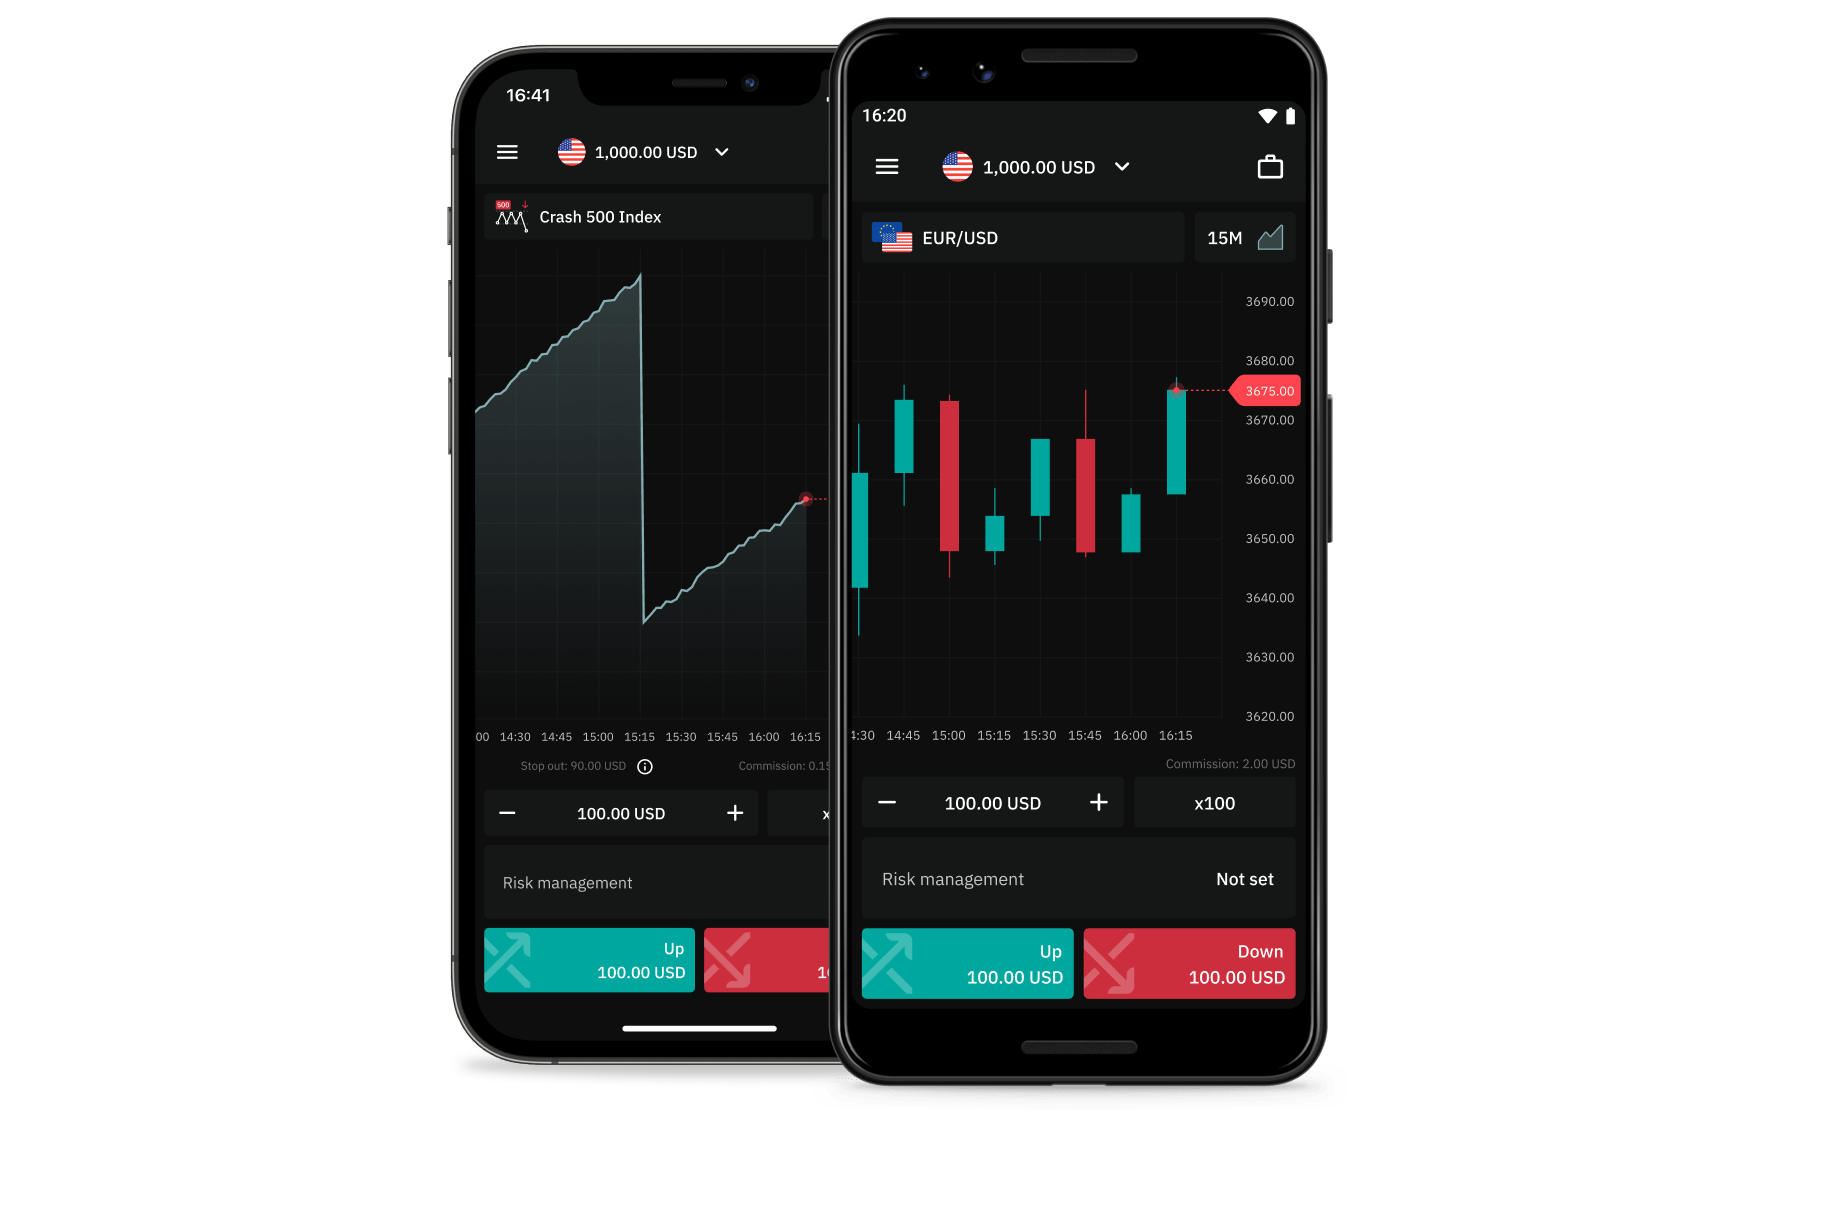 16:41
1,000.00 USD
500
Crash 500 Index
00 14:30 14:45 15:00 15:15 15:30 15:45 16:00 16:15
Stop out: 90.00 USD
Commission: 0.15
100.00 USD
x
Risk management
Up
100.00 USD
16:20
1,000.00 USD
EUR/USD
15M
3690.00
3680.00
3675.00
3670.00
3660.00
3650.00
3640.00
3630.00
3620.00
4:30 14:45 15:00 15:15 15:30 15:45 16:00 16:15
Commission: 2.00 USD
100.00 USD
x100
Risk management
Not set
Up
100.00 USD
Down
100.00 USD